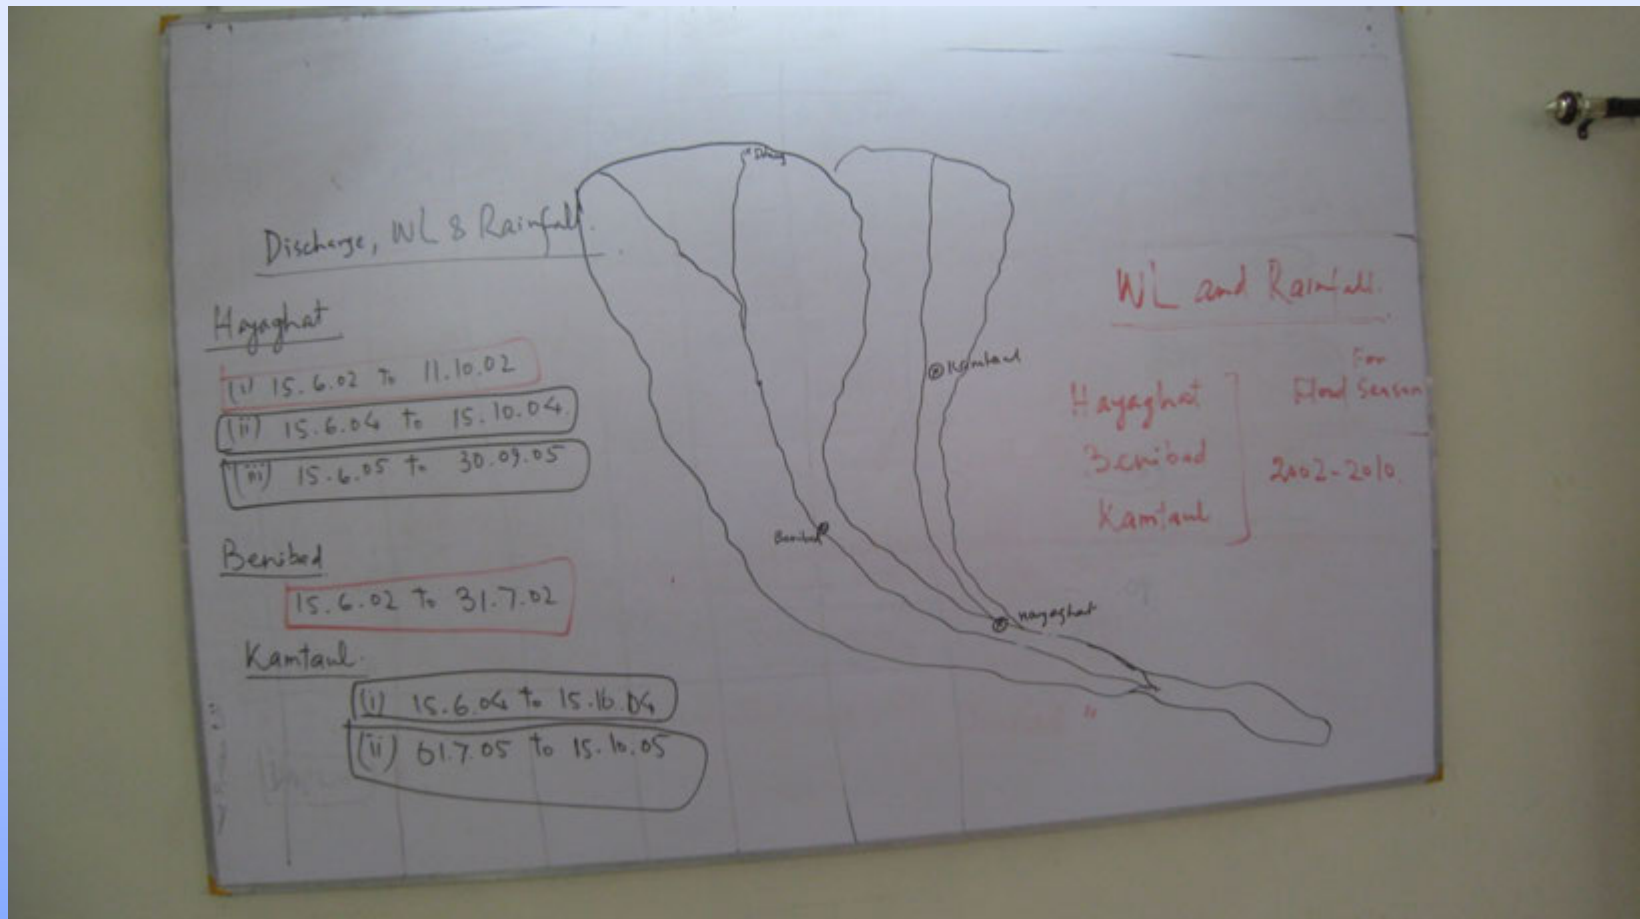 Discharge, WL & Rainfall.
Hayaghat
(i) 15.6.02 To 11.10.02
(ii) 15.6.04 to 15.10.04.
(iii) 15.6.05 to 30.09.05
Benibad
15.6.02 To 31.7.02
Kamtaul.
(i) 15.6.04 to 15.10.04
(ii) 01.7.05 to 15.10.05
Kamtaul
Benibad
Hayaghat
WL and Rainfall.
Hayaghat
Benibad
Kamtaul
For
Flood Season
2002-2010.